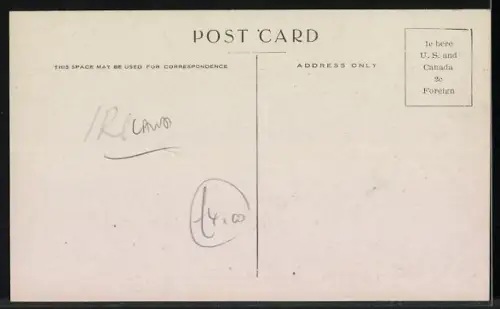 POST CARD
THIS SPACE MAY BE USED FOR CORRESPONDENCE
ADDRESS ONLY
1c here
U. S. and
Canada
2c
Foreign
IRELAND
£4.00